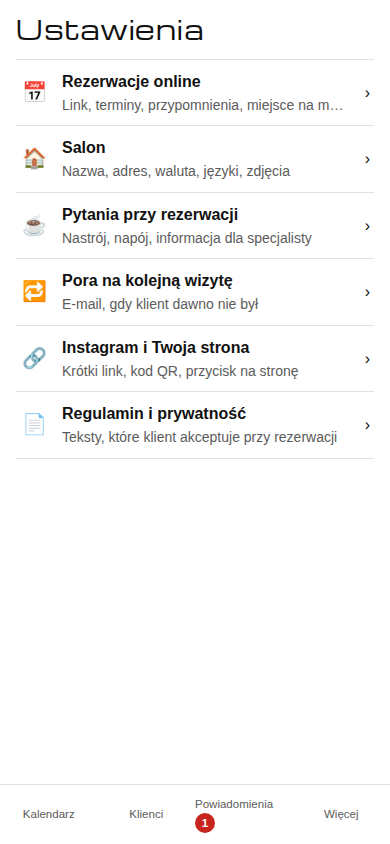 Ustawienia
Rezerwacje online
Link, terminy, przypomnienia, miejsce na m…
Salon
Nazwa, adres, waluta, języki, zdjęcia
Pytania przy rezerwacji
Nastrój, napój, informacja dla specjalisty
Pora na kolejną wizytę
E-mail, gdy klient dawno nie był
Instagram i Twoja strona
Krótki link, kod QR, przycisk na stronę
Regulamin i prywatność
Teksty, które klient akceptuje przy rezerwacji
Kalendarz
Klienci
Powiadomienia
1
Więcej